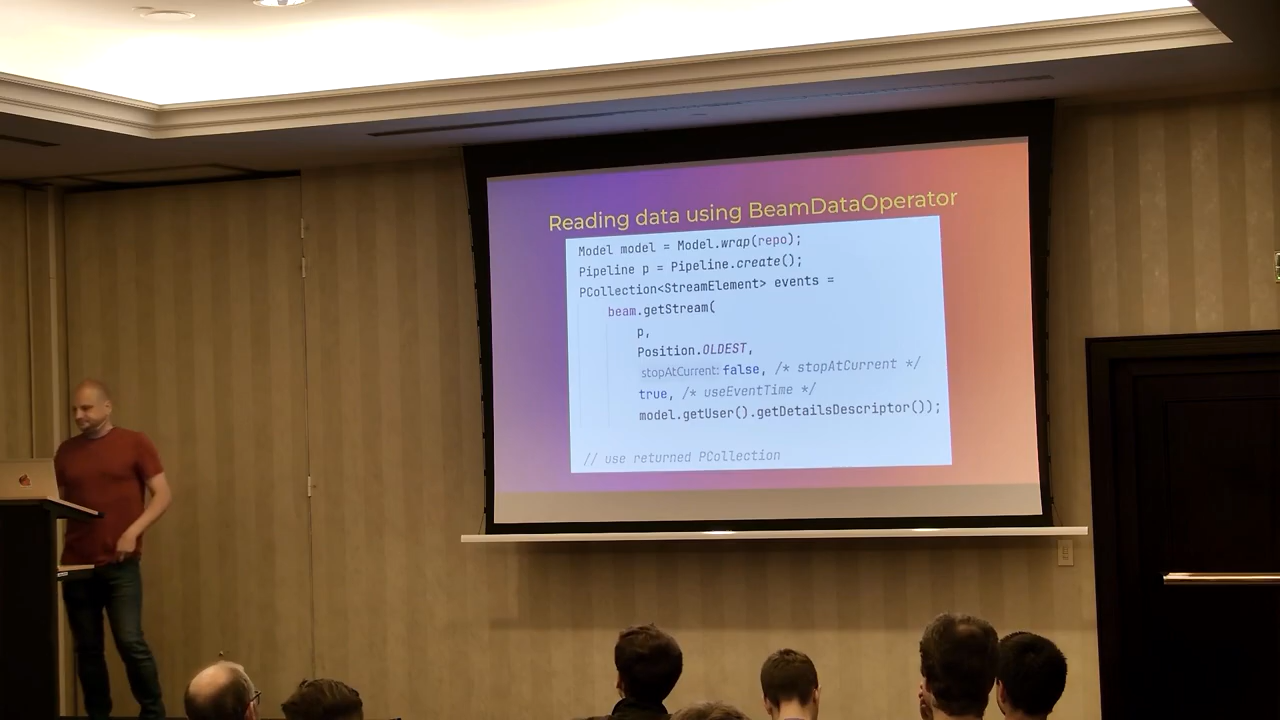 Reading data using BeamDataOperator
Model model = Model.wrap(repo);
Pipeline p = Pipeline.create();
PCollection<StreamElement> events =
beam.getStream(
p,
Position.OLDEST,
stopAtCurrent: false, /* stopAtCurrent */
true, /* useEventTime */
model.getUser().getDetailsDescriptor());
// use returned PCollection